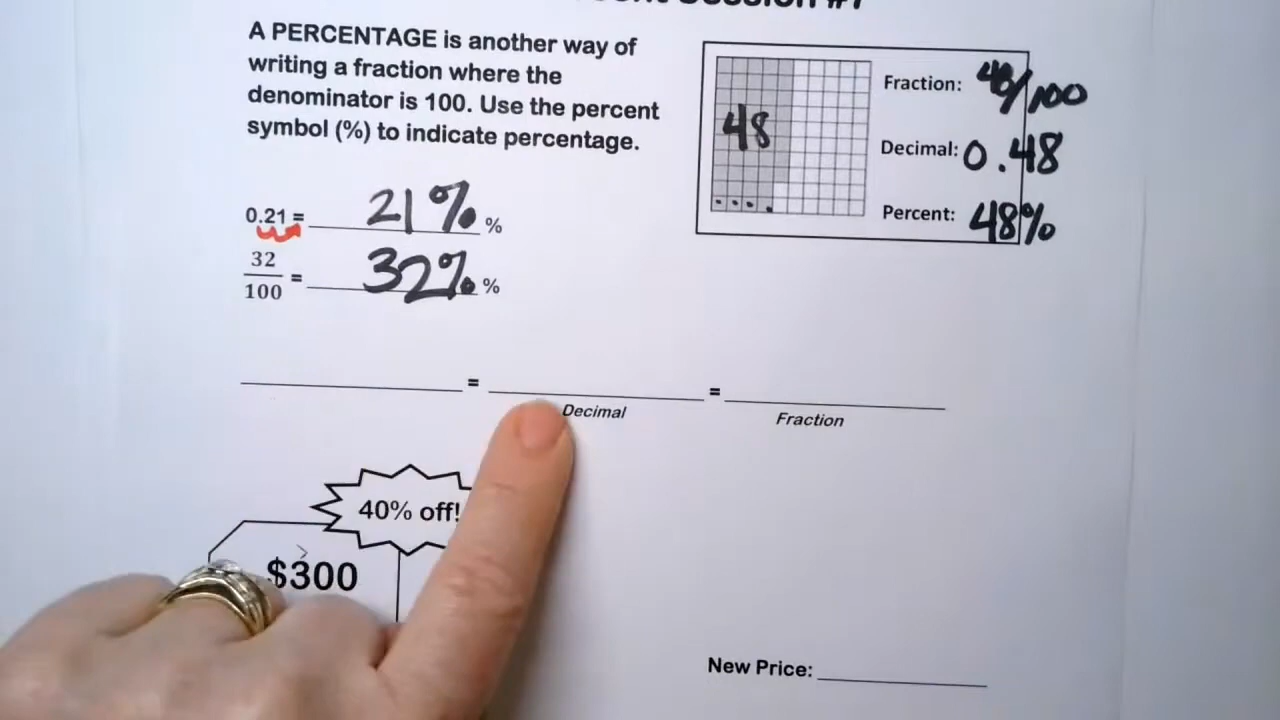 A PERCENTAGE is another way of
writing a fraction where the
denominator is 100. Use the percent
symbol (%) to indicate percentage.
48
Fraction: 48/100
Decimal: 0.48
Percent: 48%
0.21 = 21% %
32/100 = 32% %
= =
Decimal Fraction
40% off!
$300
New Price: